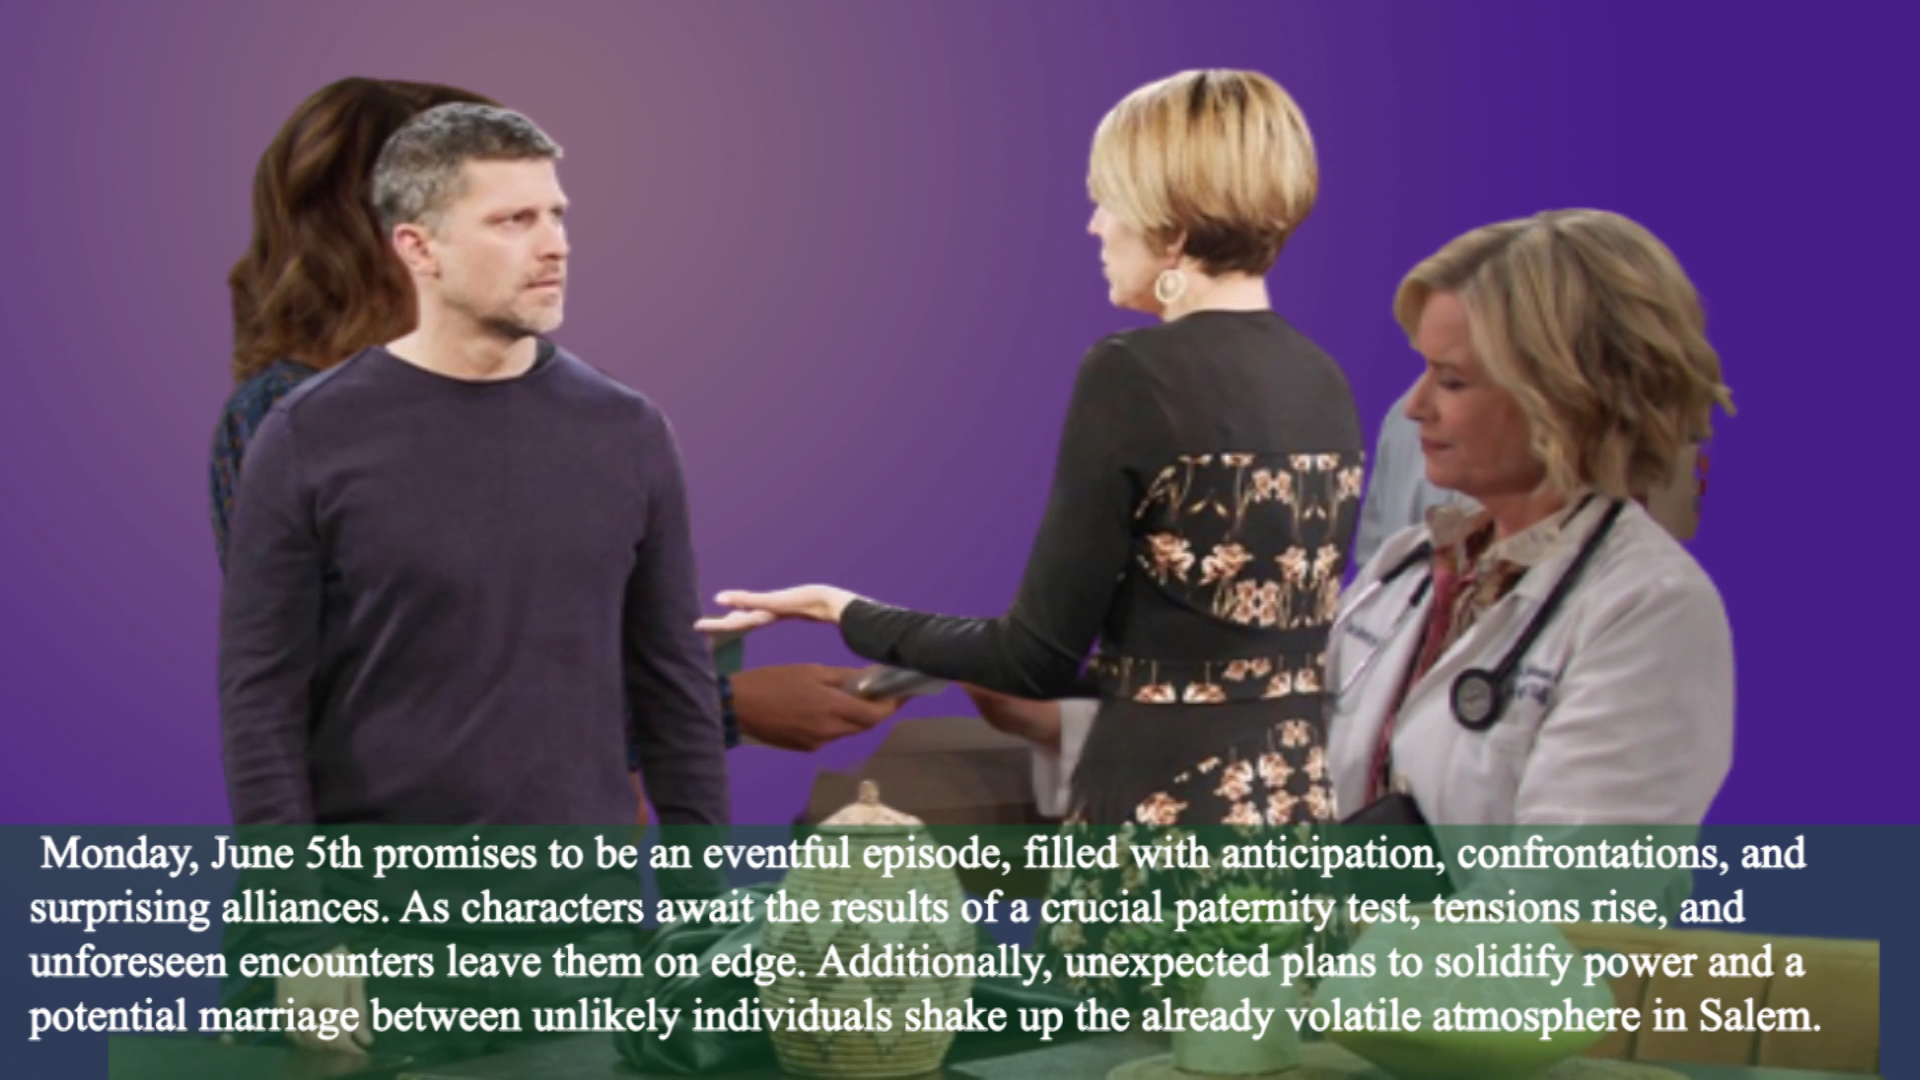 Monday, June 5th promises to be an eventful episode, filled with anticipation, confrontations, and
surprising alliances. As characters await the results of a crucial paternity test, tensions rise, and
unforeseen encounters leave them on edge. Additionally, unexpected plans to solidify power and a
potential marriage between unlikely individuals shake up the already volatile atmosphere in Salem.